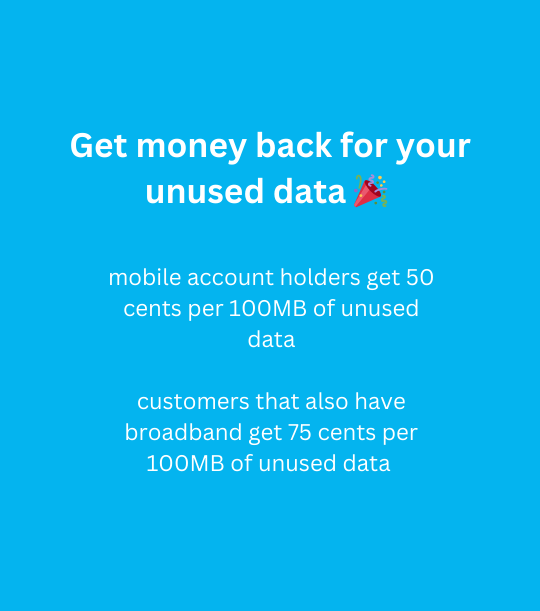 Get money back for your
unused data 🎉
mobile account holders get 50
cents per 100MB of unused
data
customers that also have
broadband get 75 cents per
100MB of unused data